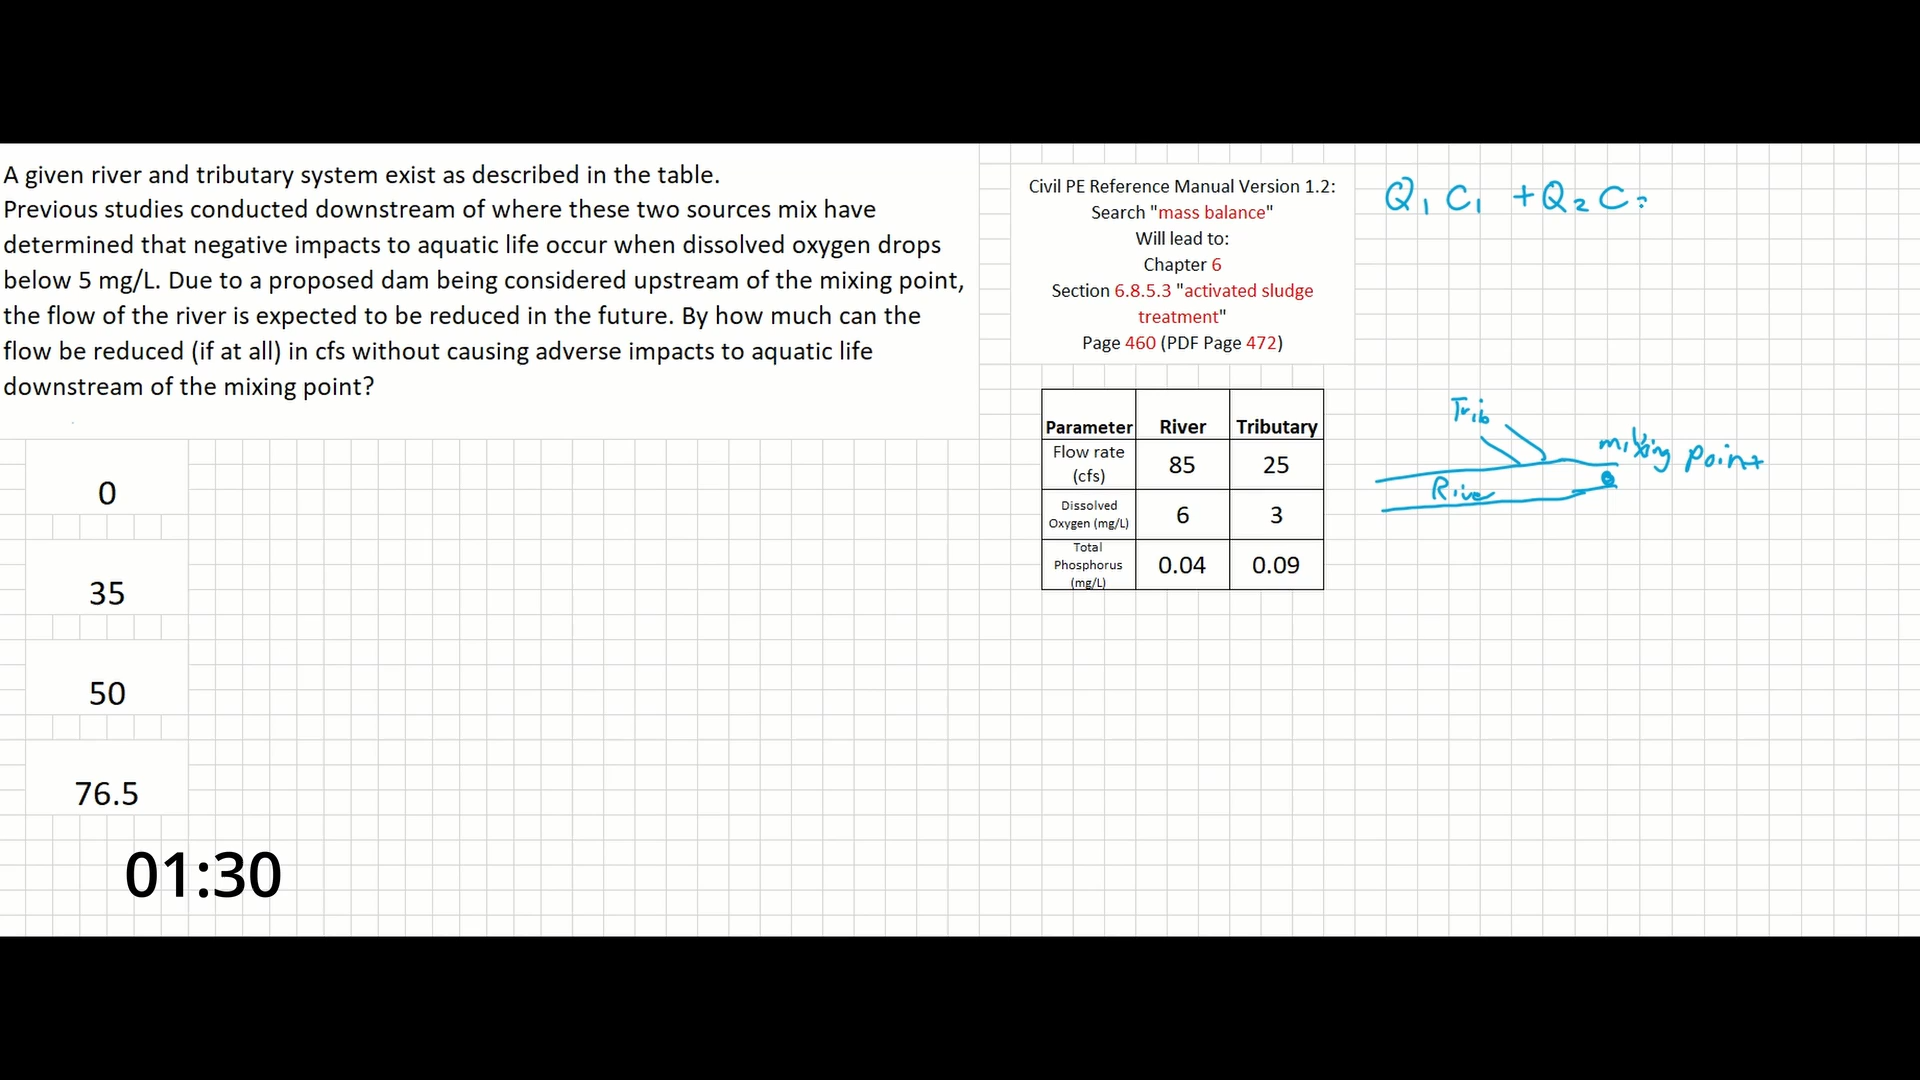 A given river and tributary system exist as described in the table.
Previous studies conducted downstream of where these two sources mix have
determined that negative impacts to aquatic life occur when dissolved oxygen drops
below 5 mg/L. Due to a proposed dam being considered upstream of the mixing point,
the flow of the river is expected to be reduced in the future. By how much can the
flow be reduced (if at all) in cfs without causing adverse impacts to aquatic life
downstream of the mixing point?
0
35
50
76.5
01:30
Civil PE Reference Manual Version 1.2:
Search "mass balance"
Will lead to:
Chapter 6
Section 6.8.5.3 "activated sludge
treatment"
Page 460 (PDF Page 472)
Parameter River Tributary
Flow rate
(cfs) 85 25
Dissolved
Oxygen (mg/L) 6 3
Total
Phosphorus
(mg/L) 0.04 0.09
Q₁ C₁ + Q₂ C
Trib
mixing point
River